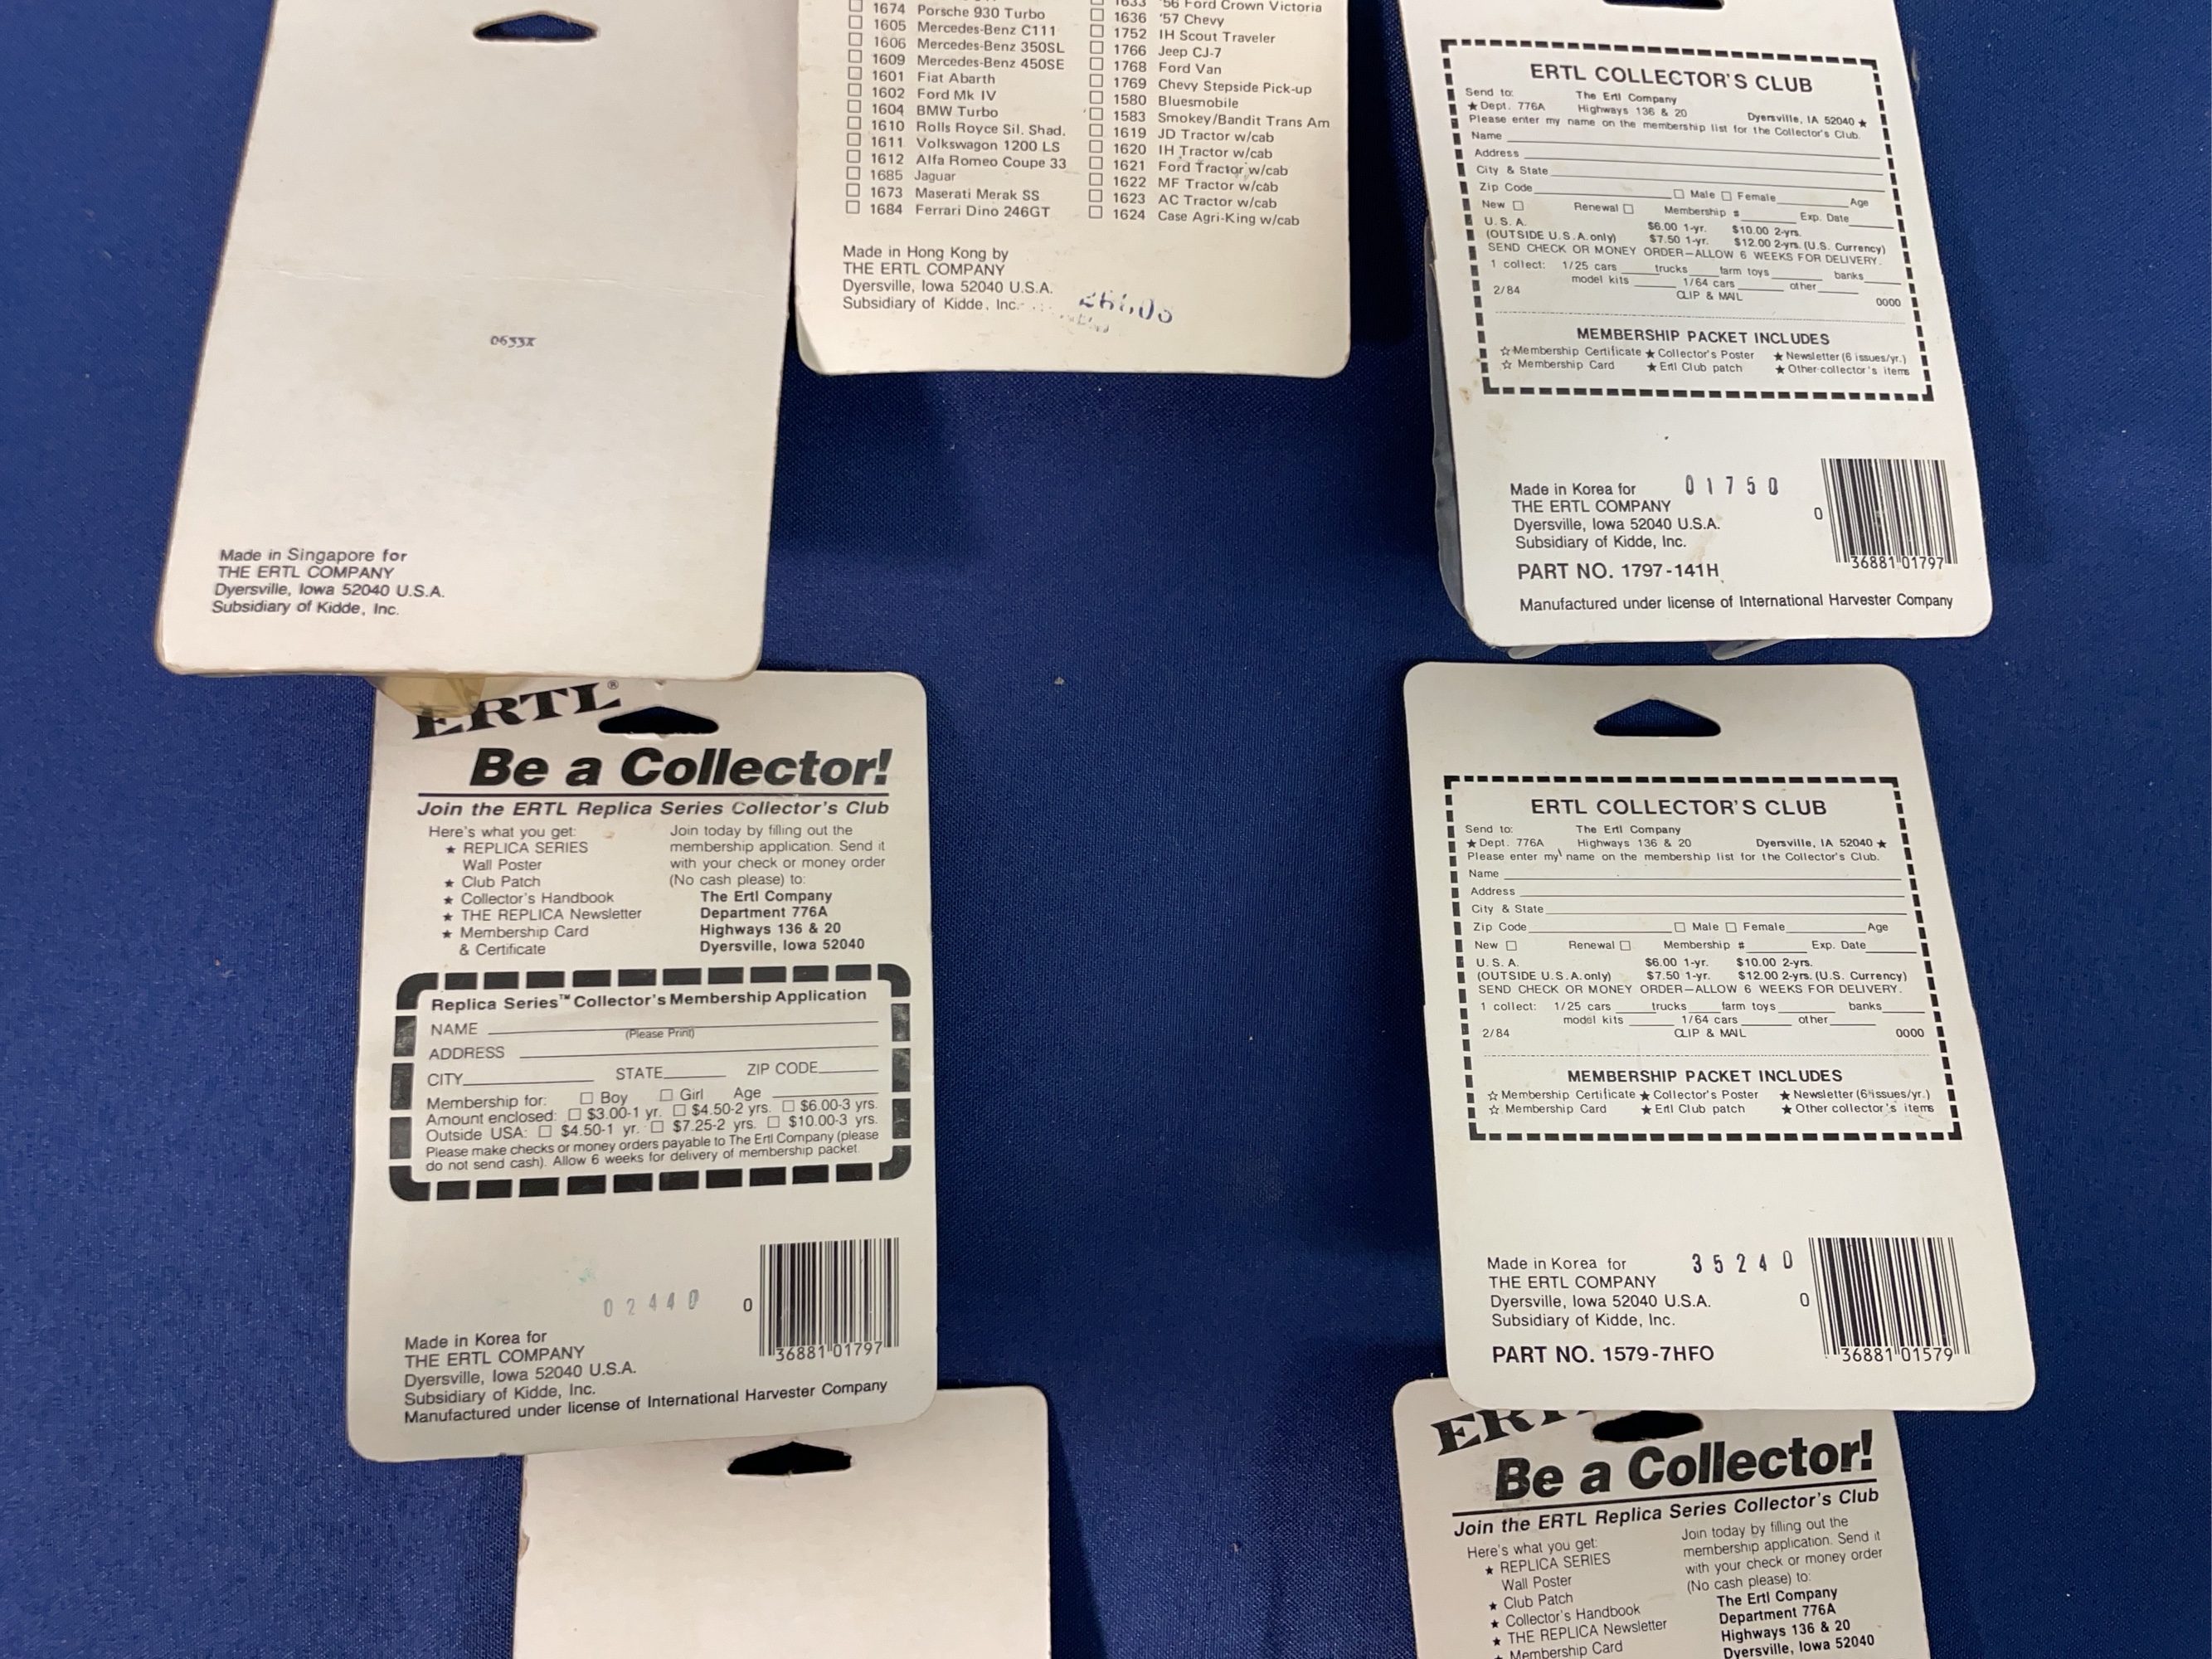 0633X
Made in Singapore for
THE ERTL COMPANY
Dyersville, Iowa 52040 U.S.A.
Subsidiary of Kidde, Inc.
☐ 1674 Porsche 930 Turbo
☐ 1605 Mercedes-Benz C111
☐ 1606 Mercedes-Benz 350SL
☐ 1609 Mercedes-Benz 450SE
☐ 1601 Fiat Abarth
☐ 1602 Ford Mk IV
☐ 1604 BMW Turbo
☐ 1610 Rolls Royce Sil. Shad.
☐ 1611 Volkswagon 1200 LS
☐ 1612 Alfa Romeo Coupe 33
☐ 1685 Jaguar
☐ 1673 Maserati Merak SS
☐ 1684 Ferrari Dino 246GT
☐ 1633 '56 Ford Crown Victoria
☐ 1636 '57 Chevy
☐ 1752 IH Scout Traveler
☐ 1766 Jeep CJ-7
☐ 1768 Ford Van
☐ 1769 Chevy Stepside Pick-up
☐ 1580 Bluesmobile
☐ 1583 Smokey/Bandit Trans Am
☐ 1619 JD Tractor w/cab
☐ 1620 IH Tractor w/cab
☐ 1621 Ford Tractor w/cab
☐ 1622 MF Tractor w/cab
☐ 1623 AC Tractor w/cab
☐ 1624 Case Agri-King w/cab
Made in Hong Kong by
THE ERTL COMPANY
Dyersville, Iowa 52040 U.S.A.
Subsidiary of Kidde, Inc.
ERTL COLLECTOR'S CLUB
Send to: The Ertl Company
★ Dept. 776A Highways 136 & 20 Dyersville, IA 52040 ★
Please enter my name on the membership list for the Collector's Club.
Name
Address
City & State
Zip Code ☐ Male ☐ Female Age
New ☐ Renewal ☐ Membership # Exp. Date
U.S.A. $6.00 1-yr. $10.00 2-yrs.
(OUTSIDE U.S.A. only) $7.50 1-yr. $12.00 2-yrs. (U.S. Currency)
SEND CHECK OR MONEY ORDER—ALLOW 6 WEEKS FOR DELIVERY.
1 collect: 1/25 cars trucks farm toys banks
model kits 1/64 cars other
2/84 CLIP & MAIL 0000
MEMBERSHIP PACKET INCLUDES
☆ Membership Certificate ★ Collector's Poster ★ Newsletter (6 issues/yr.)
☆ Membership Card ★ Ertl Club patch ★ Other collector's items
Made in Korea for 01750
THE ERTL COMPANY
Dyersville, Iowa 52040 U.S.A.
Subsidiary of Kidde, Inc.
PART NO. 1797-141H
0 36881 01797
Manufactured under license of International Harvester Company
ERTL®
Be a Collector!
Join the ERTL Replica Series Collector's Club
Here's what you get:
★ REPLICA SERIES
Wall Poster
★ Club Patch
★ Collector's Handbook
★ THE REPLICA Newsletter
★ Membership Card
& Certificate
Join today by filling out the
membership application. Send it
with your check or money order
(No cash please) to:
The Ertl Company
Department 776A
Highways 136 & 20
Dyersville, Iowa 52040
Replica Series™ Collector's Membership Application
NAME
(Please Print)
ADDRESS
CITY STATE ZIP CODE
Membership for: ☐ Boy ☐ Girl Age
Amount enclosed: ☐ $3.00-1 yr. ☐ $4.50-2 yrs. ☐ $6.00-3 yrs.
Outside USA: ☐ $4.50-1 yr. ☐ $7.25-2 yrs. ☐ $10.00-3 yrs.
Please make checks or money orders payable to The Ertl Company (please
do not send cash). Allow 6 weeks for delivery of membership packet.
02440
0 36881 01797
Made in Korea for
THE ERTL COMPANY
Dyersville, Iowa 52040 U.S.A.
Subsidiary of Kidde, Inc.
Manufactured under license of International Harvester Company
ERTL COLLECTOR'S CLUB
Send to: The Ertl Company
★ Dept. 776A Highways 136 & 20 Dyersville, IA 52040 ★
Please enter my name on the membership list for the Collector's Club.
Name
Address
City & State
Zip Code ☐ Male ☐ Female Age
New ☐ Renewal ☐ Membership # Exp. Date
U.S.A. $6.00 1-yr. $10.00 2-yrs.
(OUTSIDE U.S.A. only) $7.50 1-yr. $12.00 2-yrs. (U.S. Currency)
SEND CHECK OR MONEY ORDER—ALLOW 6 WEEKS FOR DELIVERY.
1 collect: 1/25 cars trucks farm toys banks
model kits 1/64 cars other
2/84 CLIP & MAIL 0000
MEMBERSHIP PACKET INCLUDES
☆ Membership Certificate ★ Collector's Poster ★ Newsletter (6 issues/yr.)
☆ Membership Card ★ Ertl Club patch ★ Other collector's items
Made in Korea for 35240
THE ERTL COMPANY
Dyersville, Iowa 52040 U.S.A.
Subsidiary of Kidde, Inc.
PART NO. 1579-7HFO
0 36881 01579
Be a Collector!
Join the ERTL Replica Series Collector's Club
Here's what you get:
★ REPLICA SERIES
Wall Poster
★ Club Patch
★ Collector's Handbook
★ THE REPLICA Newsletter
★ Membership Card
Join today by filling out the
membership application. Send it
with your check or money order
(No cash please) to:
The Ertl Company
Department 776A
Highways 136 & 20
Dyersville, Iowa 52040